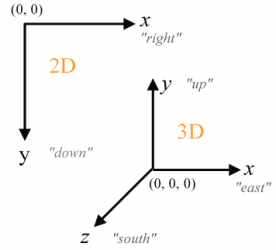 (0, 0)
x
"right"
2D
y
"down"
y
"up"
3D
(0, 0, 0)
x
"east"
z
"south"